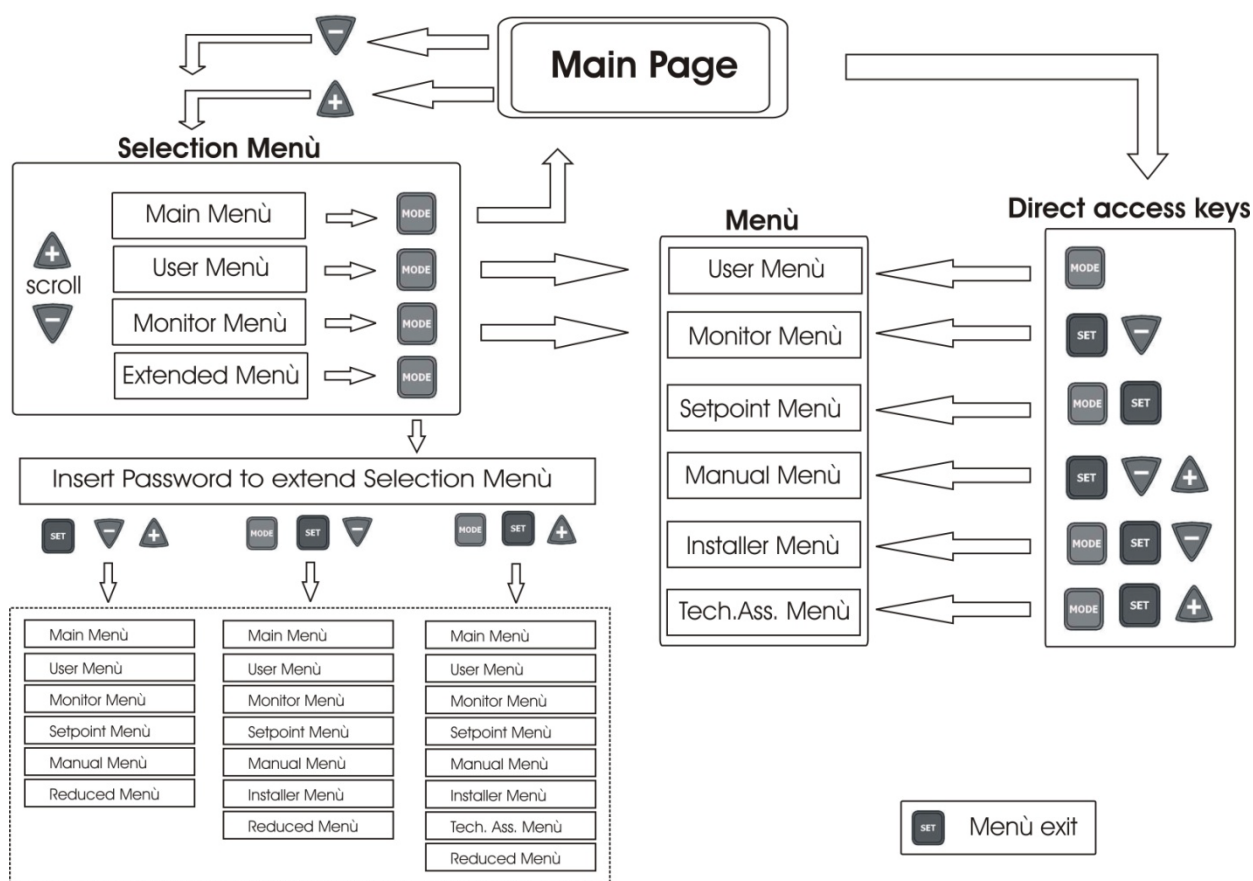 Main Page
Selection Menù
Main Menù
MODE
User Menù
MODE
scroll
Monitor Menù
MODE
Extended Menù
MODE
Insert Password to extend Selection Menù
SET
MODE SET
MODE SET
Main Menù
User Menù
Monitor Menù
Setpoint Menù
Manual Menù
Reduced Menù
Main Menù
User Menù
Monitor Menù
Setpoint Menù
Manual Menù
Installer Menù
Reduced Menù
Main Menù
User Menù
Monitor Menù
Setpoint Menù
Manual Menù
Installer Menù
Tech. Ass. Menù
Reduced Menù
Menù
User Menù
Monitor Menù
Setpoint Menù
Manual Menù
Installer Menù
Tech.Ass. Menù
Direct access keys
MODE
SET
MODE SET
SET
MODE SET
MODE SET
SET Menù exit